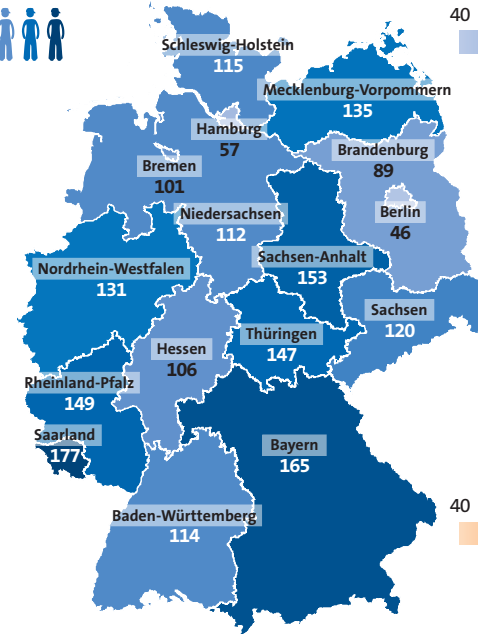 40
Schleswig-Holstein
115
Mecklenburg-Vorpommern
135
Hamburg
57
Brandenburg
89
Bremen
101
Berlin
46
Niedersachsen
112
Sachsen-Anhalt
153
Nordrhein-Westfalen
131
Sachsen
120
Thüringen
147
Hessen
106
Rheinland-Pfalz
149
Saarland
177
Bayern
165
40
Baden-Württemberg
114